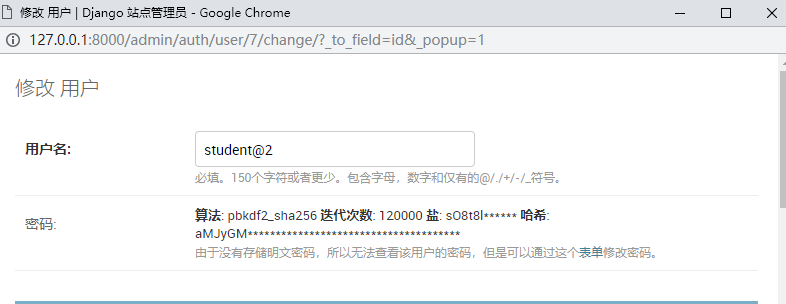 修改 用户 | Django 站点管理员 - Google Chrome
127.0.0.1:8000/admin/auth/user/7/change/?_to_field=id&_popup=1
修改 用户
用户名:
student@2
必填。150个字符或者更少。包含字母，数字和仅有的@/./+/-/_符号。
密码:
算法: pbkdf2_sha256 迭代次数: 120000 盐: sO8t8l****** 哈希:
aMJyGM**************************************
由于没有存储明文密码，所以无法查看该用户的密码，但是可以通过这个表单修改密码。